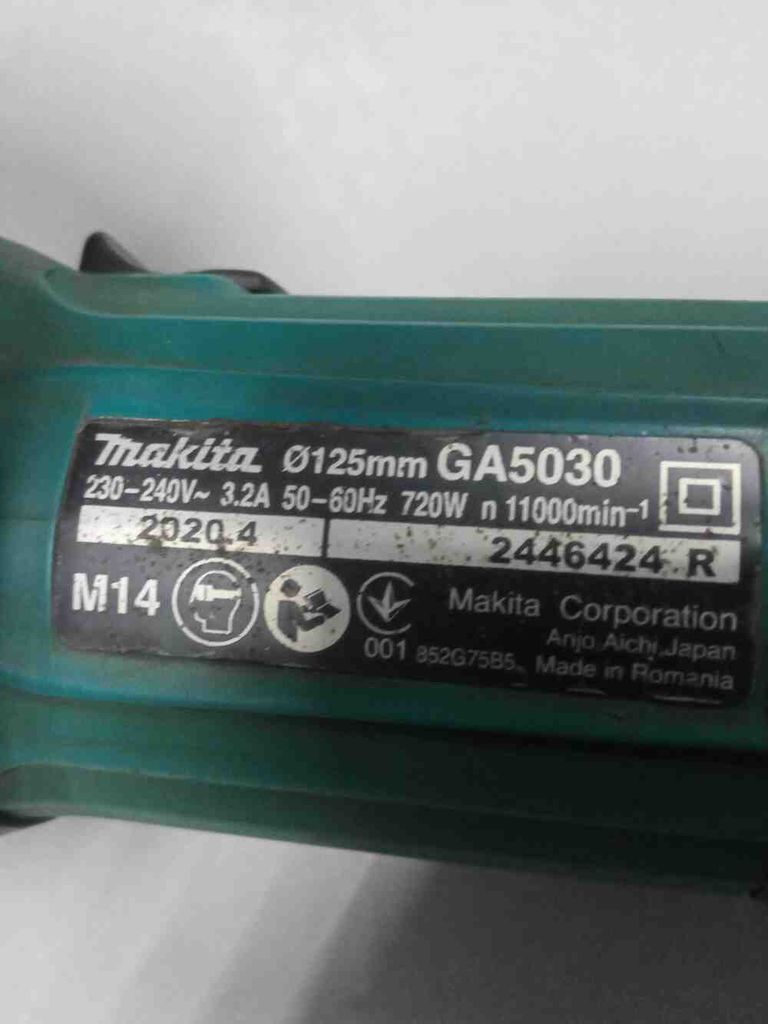 makita Ø125mm GA5030
230-240V~ 3.2A 50-60Hz 720W n 11000min-1
2020.4 2446424 R
M14
Makita Corporation
Anjo, Aichi, Japan
001 852G75B5 Made in Romania